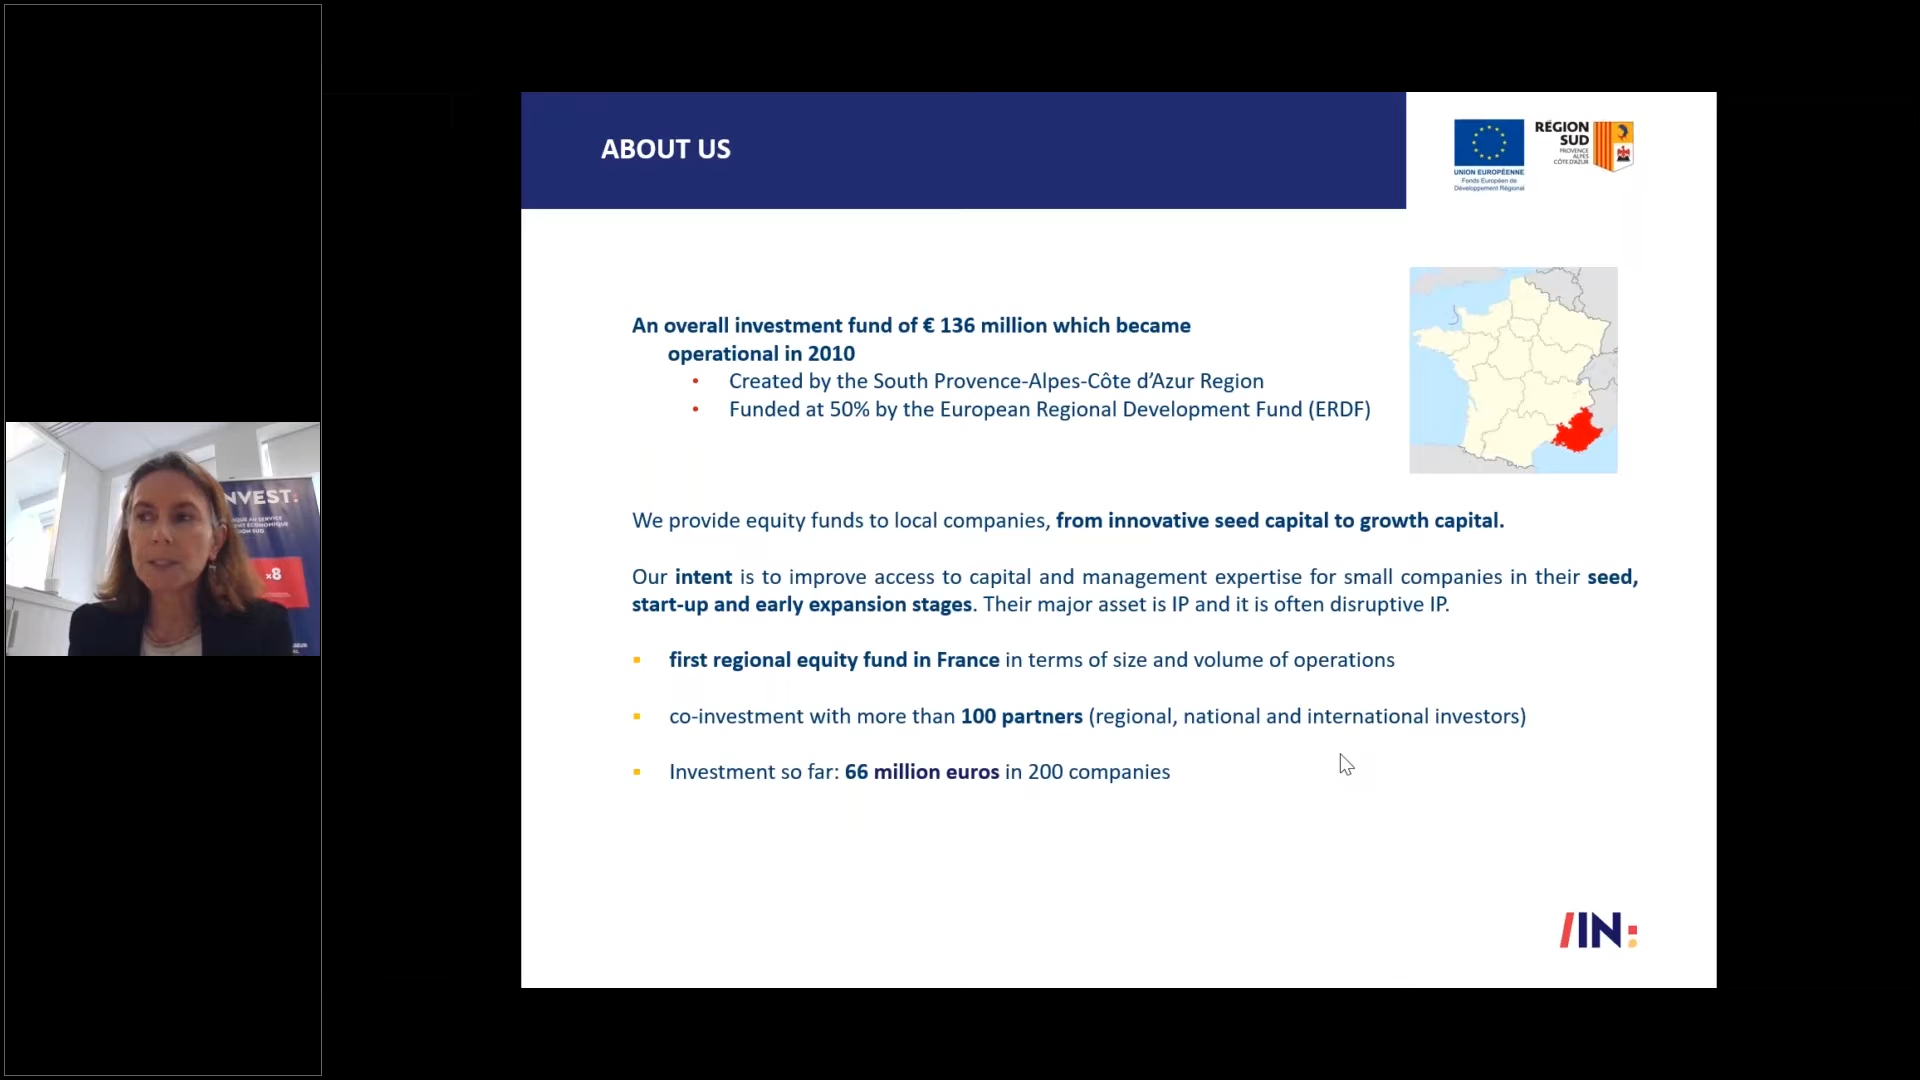 ABOUT US
UNION EUROPÉENNE
Fonds Européen de
Développement Régional
RÉGION
SUD
PROVENCE
ALPES
CÔTE D'AZUR
An overall investment fund of € 136 million which became
operational in 2010
• Created by the South Provence-Alpes-Côte d’Azur Region
• Funded at 50% by the European Regional Development Fund (ERDF)
We provide equity funds to local companies, from innovative seed capital to growth capital.
Our intent is to improve access to capital and management expertise for small companies in their seed,
start-up and early expansion stages. Their major asset is IP and it is often disruptive IP.
▪ first regional equity fund in France in terms of size and volume of operations
▪ co-investment with more than 100 partners (regional, national and international investors)
▪ Investment so far: 66 million euros in 200 companies
/IN:
NVEST:
AU SERVICE
x8